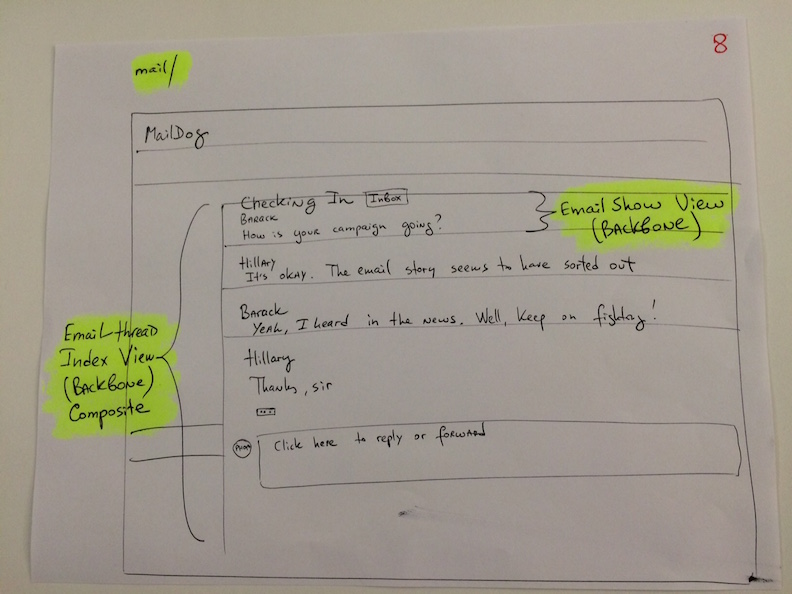 8
mail/
MailDog
Checking In Inbox
Barack
How is your campaign going?
Email Show View
(Backbone)
Hillary
It's okay. The email story seems to have sorted out
Barack
Yeah, I heard in the news. Well, keep on fighting!
Email thread
Index View
(Backbone)
Composite
Hillary
Thanks, sir
...
Click here to reply or forward